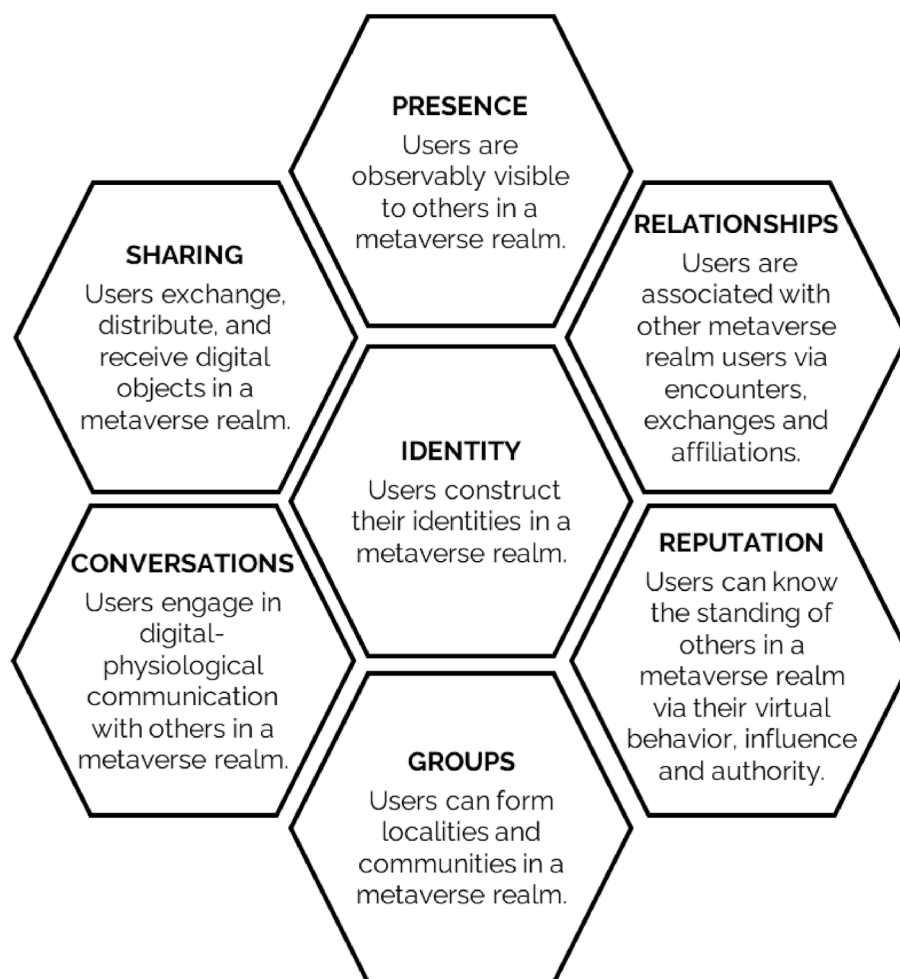 PRESENCE
Users are
observably visible
to others in a
metaverse realm.
SHARING
Users exchange,
distribute, and
receive digital
objects in a
metaverse realm.
RELATIONSHIPS
Users are
associated with
other metaverse
realm users via
encounters,
exchanges and
affiliations.
IDENTITY
Users construct
their identities in a
metaverse realm.
CONVERSATIONS
Users engage in
digital-
physiological
communication
with others in a
metaverse realm.
REPUTATION
Users can know
the standing of
others in a
metaverse realm
via their virtual
behavior, influence
and authority.
GROUPS
Users can form
localities and
communities in a
metaverse realm.